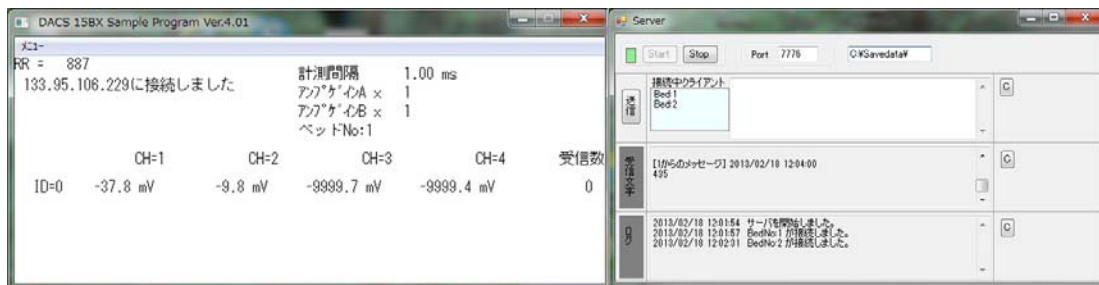 DACS 15BX Sample Program Ver.4.01
ﾒﾆｭｰ
RR = 887
133.95.106.229に接続しました
計測間隔 1.00 ms
ｱﾝﾌﾟｹﾞｲﾝA x 1
ｱﾝﾌﾟｹﾞｲﾝB x 1
ベッドNo:1
CH=1 CH=2 CH=3 CH=4 受信数
ID=0 -37.8 mV -9.8 mV -9999.7 mV -9999.4 mV 0
Server
Start Stop Port 7776 C:¥Savedata¥
接続中クライアント
送信
Bed 1
Bed 2
C
受信文字
[1からのメッセージ] 2013/02/18 12:04:00
435
C
ログ
2013/02/18 12:01:54 サーバを開始しました。
2013/02/18 12:01:57 BedNo:1 が接続しました。
2013/02/18 12:02:31 BedNo:2 が接続しました。
C